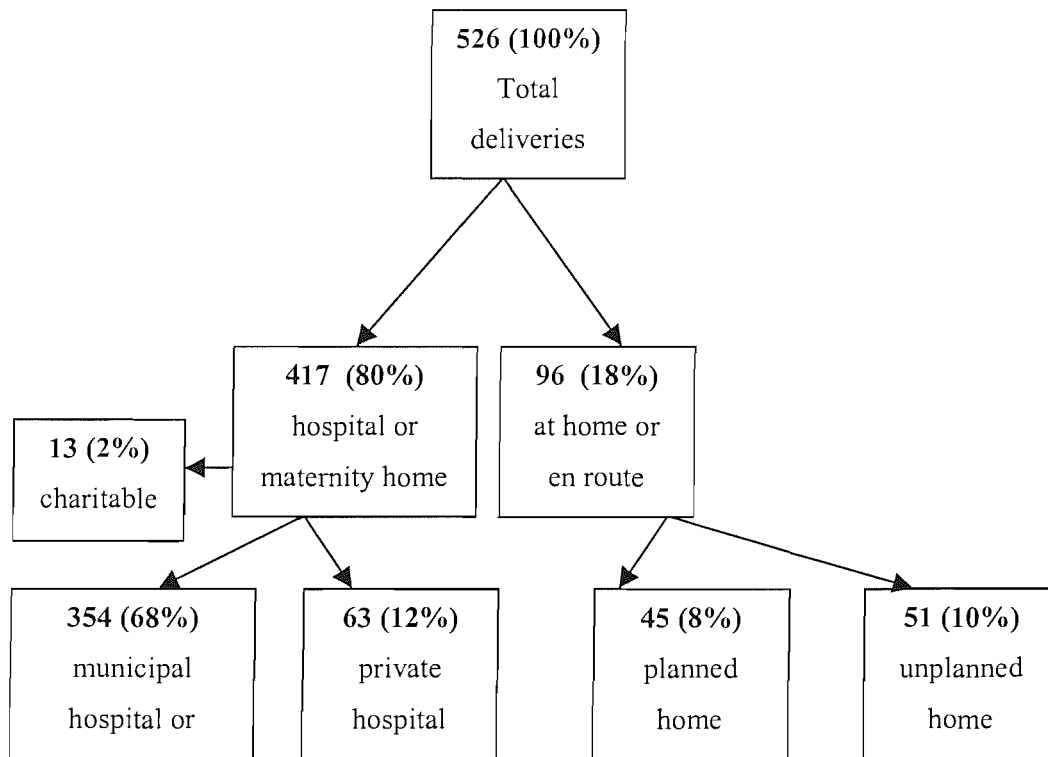 526 (100%)
Total
deliveries
417 (80%)
hospital or
maternity home
96 (18%)
at home or
en route
13 (2%)
charitable
354 (68%)
municipal
hospital or
63 (12%)
private
hospital
45 (8%)
planned
home
51 (10%)
unplanned
home